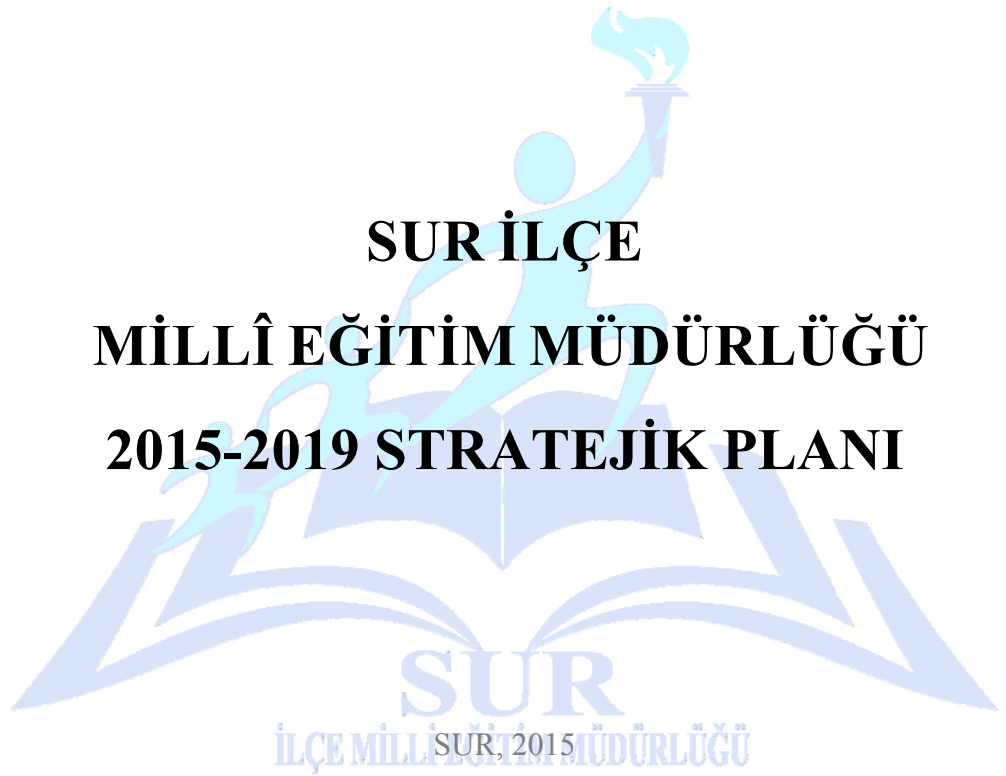 SUR İLÇE
MİLLÎ EĞİTİM MÜDÜRLÜĞÜ
2015-2019 STRATEJİK PLANI
SUR
İLÇE MİLLİ EĞİTİM MÜDÜRLÜĞÜ
SUR, 2015